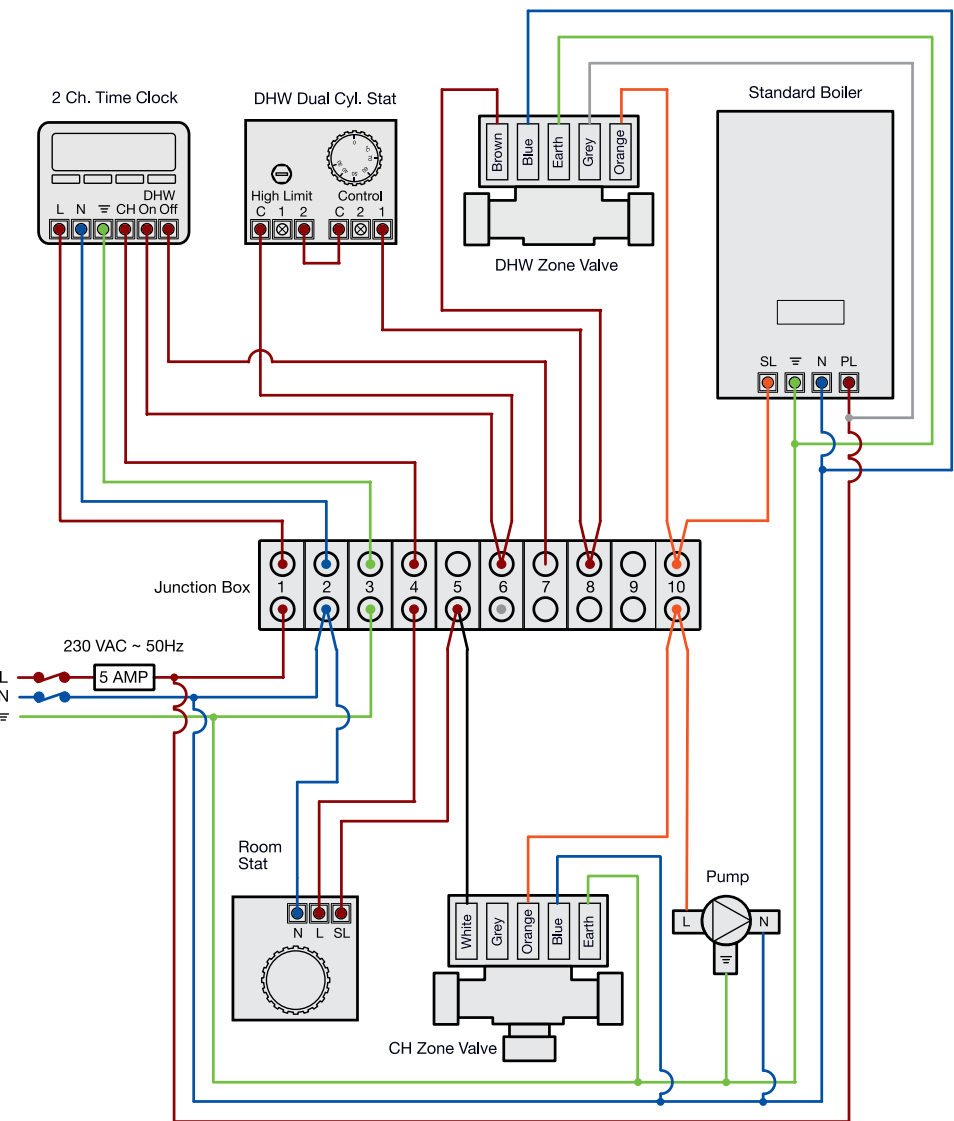 2 Ch. Time Clock
DHW Dual Cyl. Stat
Standard Boiler
Brown
Blue
Earth
Grey
Orange
High Limit
Control
DHW
L N CH On Off
C 1 2
C 2 1
0
DHW Zone Valve
SL N PL
Junction Box
1 2 3 4 5 6 7 8 9 10
230 VAC ~ 50Hz
L
5 AMP
N
Room
Stat
N L SL
White
Grey
Orange
Blue
Earth
Pump
L
N
CH Zone Valve